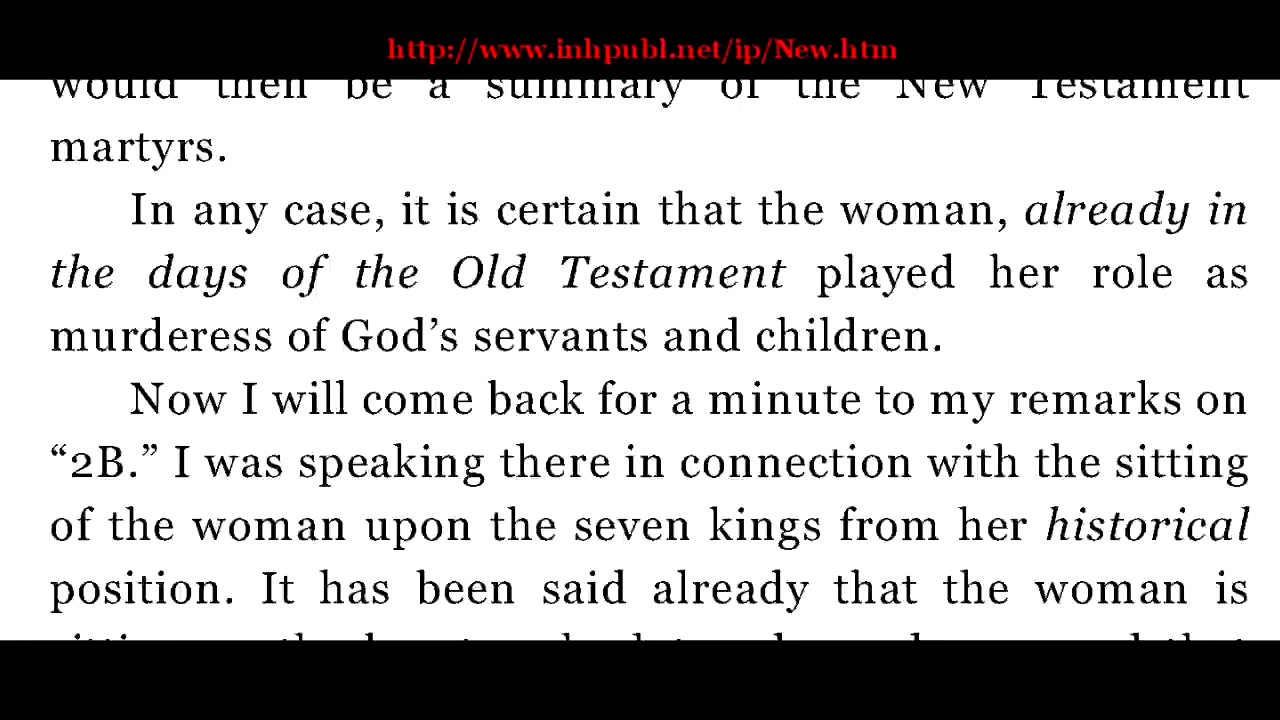 http://www.inhpubl.net/ip/New.htm
would then be a summary of the New Testament
martyrs.
In any case, it is certain that the woman, already in
the days of the Old Testament played her role as
murderess of God’s servants and children.
Now I will come back for a minute to my remarks on
“2B.” I was speaking there in connection with the sitting
of the woman upon the seven kings from her historical
position. It has been said already that the woman is